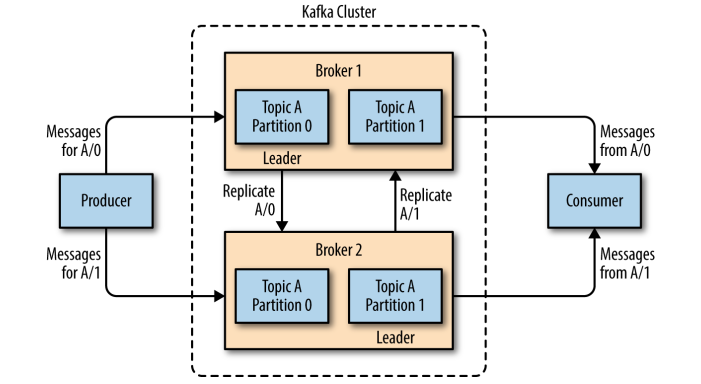 Kafka Cluster
Broker 1
Topic A
Partition 0
Topic A
Partition 1
Leader
Messages
for A/0
Messages
from A/0
Replicate
A/0
Replicate
A/1
Producer
Consumer
Messages
for A/1
Messages
from A/1
Broker 2
Topic A
Partition 0
Topic A
Partition 1
Leader